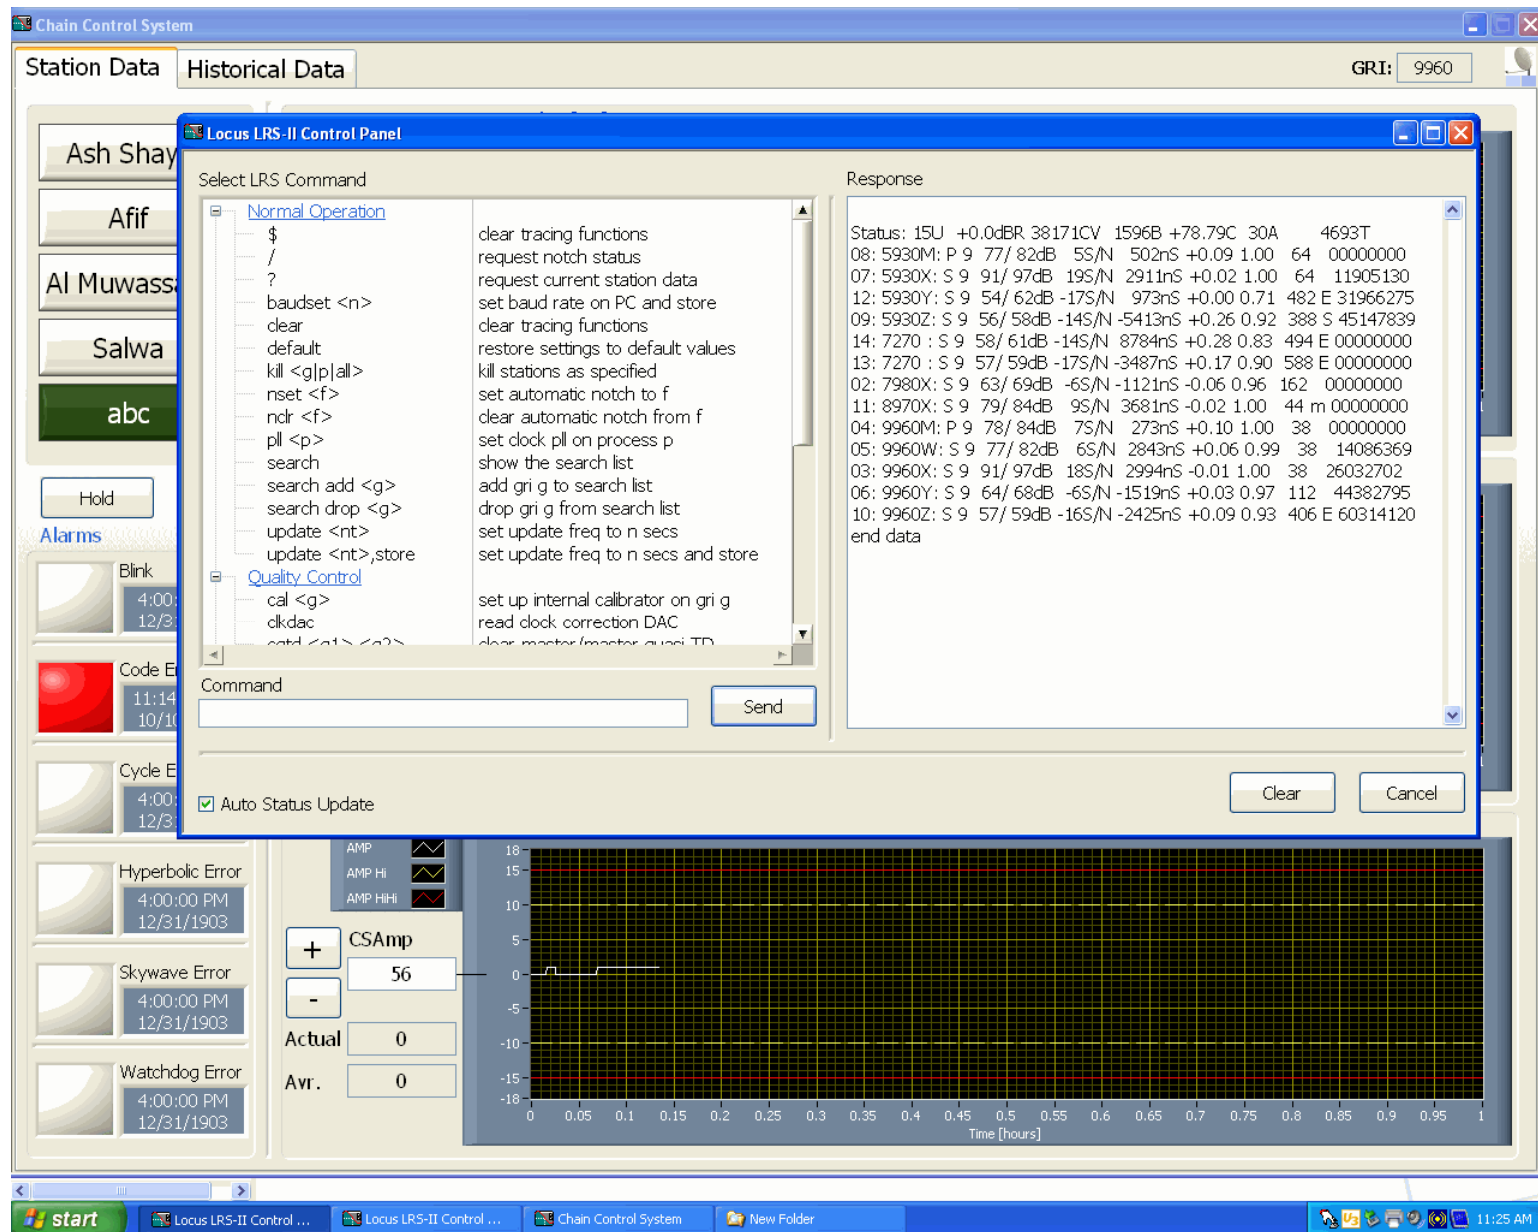 Chain Control System
Station Data
Historical Data
GRI: 9960
Ash Shay
Afif
Al Muwass
Salwa
abc
Hold
Alarms
Blink
4:00
12/3
Code E
11:14
10/10
Cycle E
4:00
12/3
Hyperbolic Error
4:00:00 PM
12/31/1903
Skywave Error
4:00:00 PM
12/31/1903
Watchdog Error
4:00:00 PM
12/31/1903
Locus LRS-II Control Panel
Select LRS Command
Normal Operation
$ clear tracing functions
/ request notch status
? request current station data
baudset <n> set baud rate on PC and store
clear clear tracing functions
default restore settings to default values
kill <g|p|all> kill stations as specified
nset <f> set automatic notch to f
nclr <f> clear automatic notch from f
pll <p> set clock pll on process p
search show the search list
search add <g> add gri g to search list
search drop <g> drop gri g from search list
update <nt> set update freq to n secs
update <nt>,store set update freq to n secs and store
Quality Control
cal <g> set up internal calibrator on gri g
clkdac read clock correction DAC
cqtd <g1> <g2> clear master/master quasi TD
Command
Send
Auto Status Update
Response
Status: 15U +0.0dBR 38171CV 1596B +78.79C 30A 4693T
08: 5930M: P 9 77/ 82dB 5S/N 502nS +0.09 1.00 64 00000000
07: 5930X: S 9 91/ 97dB 19S/N 2911nS +0.02 1.00 64 11905130
12: 5930Y: S 9 54/ 62dB -17S/N 973nS +0.00 0.71 482 E 31966275
09: 5930Z: S 9 56/ 58dB -14S/N -5413nS +0.26 0.92 388 S 45147839
14: 7270 : S 9 58/ 61dB -14S/N 8784nS +0.28 0.83 494 E 00000000
13: 7270 : S 9 57/ 59dB -17S/N -3487nS +0.17 0.90 588 E 00000000
02: 7980X: S 9 63/ 69dB -6S/N -1121nS -0.06 0.96 162 00000000
11: 8970X: S 9 79/ 84dB 9S/N 3681nS -0.02 1.00 44 m 00000000
04: 9960M: P 9 78/ 84dB 7S/N 273nS +0.10 1.00 38 00000000
05: 9960W: S 9 77/ 82dB 6S/N 2843nS +0.06 0.99 38 14086369
03: 9960X: S 9 91/ 97dB 18S/N 2994nS -0.01 1.00 38 26032702
06: 9960Y: S 9 64/ 68dB -6S/N -1519nS +0.03 0.97 112 44382795
10: 9960Z: S 9 57/ 59dB -16S/N -2425nS +0.09 0.93 406 E 60314120
end data
Clear
Cancel
AMP
AMP Hi
AMP HiHi
+
CSAmp
56
-
Actual 0
Avr. 0
18
15
10
5
0
-5
-10
-15
-18
0 0.05 0.1 0.15 0.2 0.25 0.3 0.35 0.4 0.45 0.5 0.55 0.6 0.65 0.7 0.75 0.8 0.85 0.9 0.95 1
Time [hours]
start
Locus LRS-II Control ...
Locus LRS-II Control ...
Chain Control System
New Folder
U3
11:25 AM